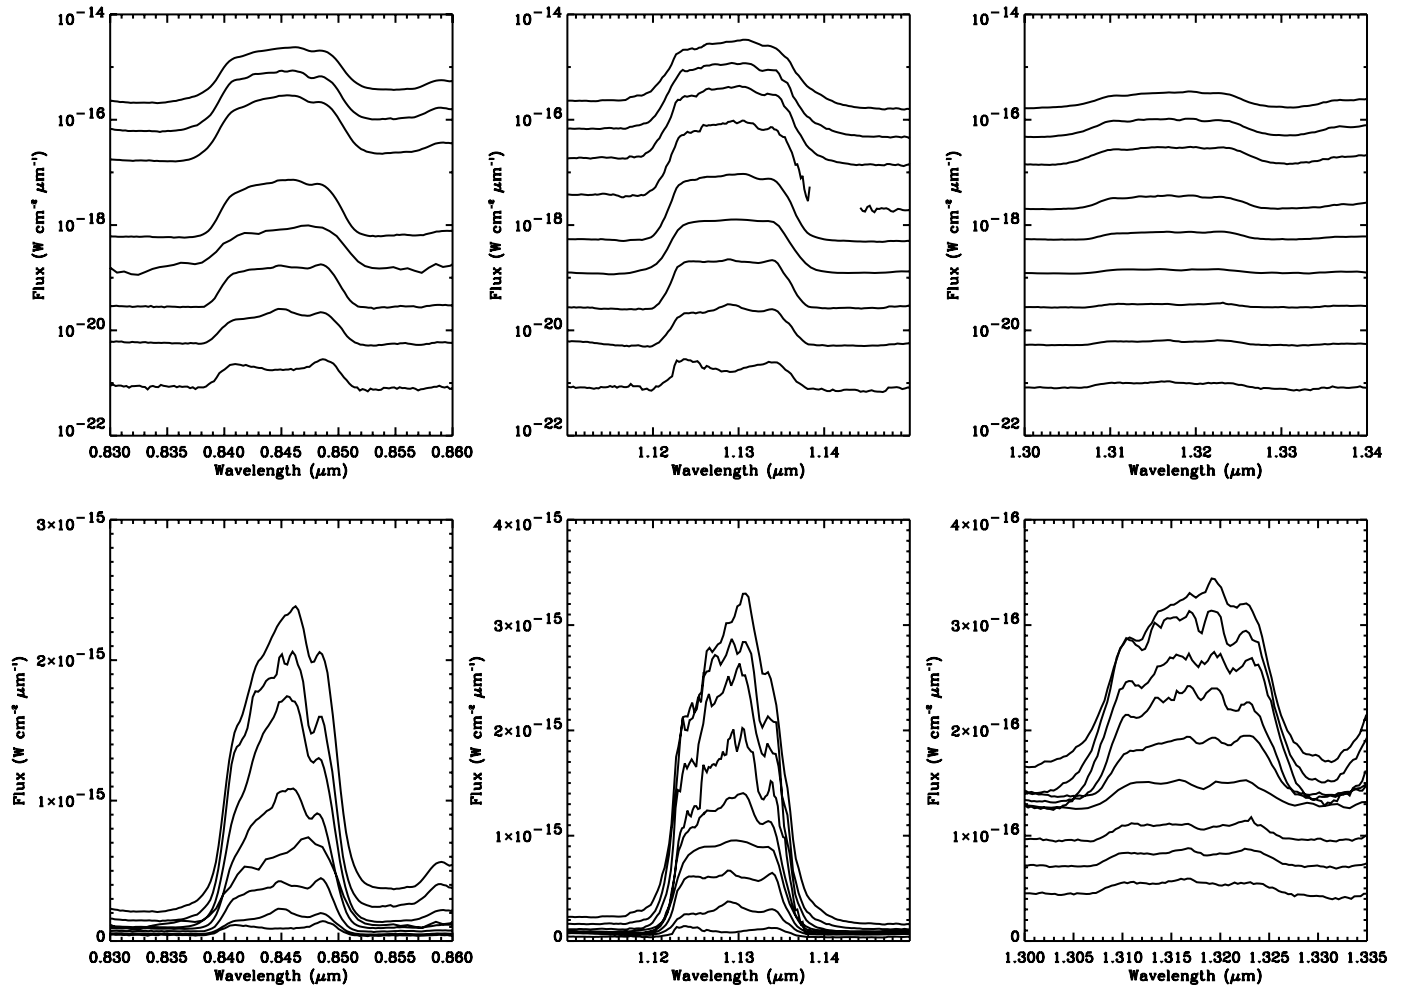 10⁻¹⁴
10⁻¹⁶
10⁻¹⁸
10⁻²⁰
10⁻²²
Flux (W cm⁻² μm⁻¹)
0.830 0.835 0.840 0.845 0.850 0.855 0.860
Wavelength (μm)
10⁻¹⁴
10⁻¹⁶
10⁻¹⁸
10⁻²⁰
10⁻²²
Flux (W cm⁻² μm⁻¹)
1.12 1.13 1.14
Wavelength (μm)
10⁻¹⁴
10⁻¹⁶
10⁻¹⁸
10⁻²⁰
10⁻²²
Flux (W cm⁻² μm⁻¹)
1.30 1.31 1.32 1.33 1.34
Wavelength (μm)
3×10⁻¹⁵
2×10⁻¹⁵
1×10⁻¹⁵
0
Flux (W cm⁻² μm⁻¹)
0.830 0.835 0.840 0.845 0.850 0.855 0.860
Wavelength (μm)
4×10⁻¹⁵
3×10⁻¹⁵
2×10⁻¹⁵
1×10⁻¹⁵
0
Flux (W cm⁻² μm⁻¹)
1.12 1.13 1.14
Wavelength (μm)
4×10⁻¹⁶
3×10⁻¹⁶
2×10⁻¹⁶
1×10⁻¹⁶
0
Flux (W cm⁻² μm⁻¹)
1.300 1.305 1.310 1.315 1.320 1.325 1.330 1.335
Wavelength (μm)